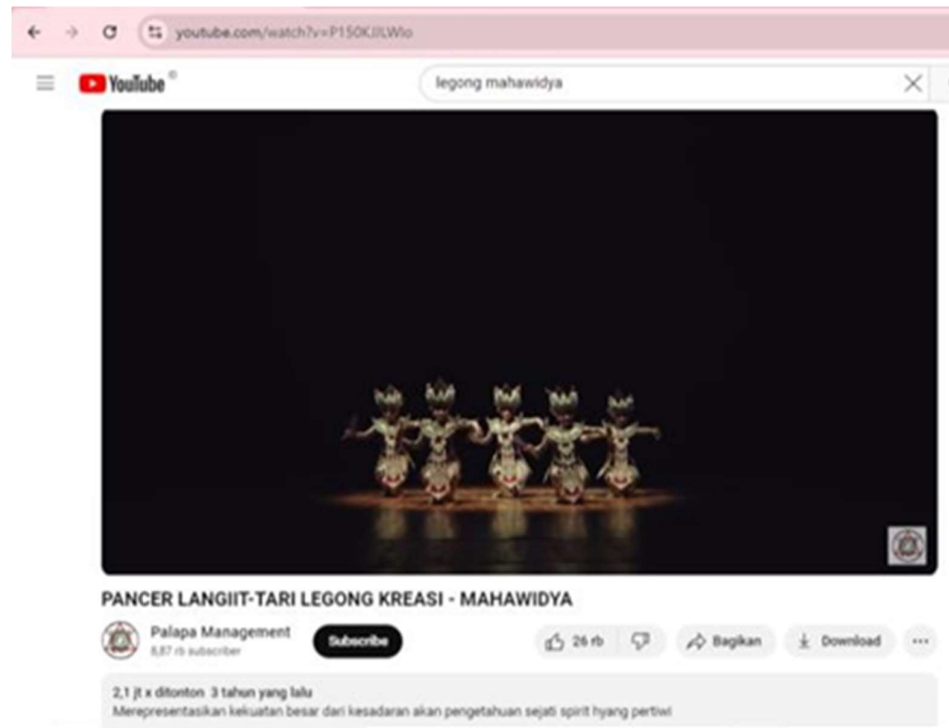 youtube.com/watch?v=P150KJlLWIo
YouTube
legong mahawidya
PANCER LANGIIT-TARI LEGONG KREASI - MAHAWIDYA
Palapa Management
8,87 rb subscriber
Subscribe
26 rb
Bagikan
Download
2,1 jt x ditonton 3 tahun yang lalu
Merepresentasikan kekuatan besar dari kesadaran akan pengetahuan sejati spirit hyang pertiwi